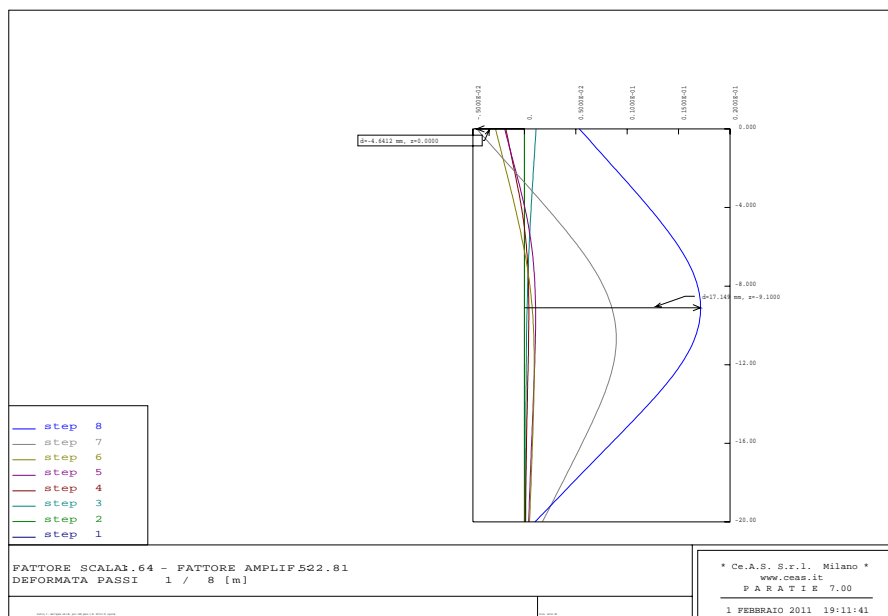 -.5000E-02
0.
0.5000E-02
0.1000E-01
0.1500E-01
0.2000E-01
0.000
d=-4.6412 mm, z=0.0000
-4.000
-8.000
d=17.149 mm, z=-9.1000
-12.00
-16.00
-20.00
step 8
step 7
step 6
step 5
step 4
step 3
step 2
step 1
FATTORE SCALA: .64 - FATTORE AMPLIF. 522.81
DEFORMATA PASSI 1 / 8 [m]
* Ce.A.S. S.r.l. Milano *
www.ceas.it
P A R A T I E 7.00
1 FEBBRAIO 2011 19:11:41